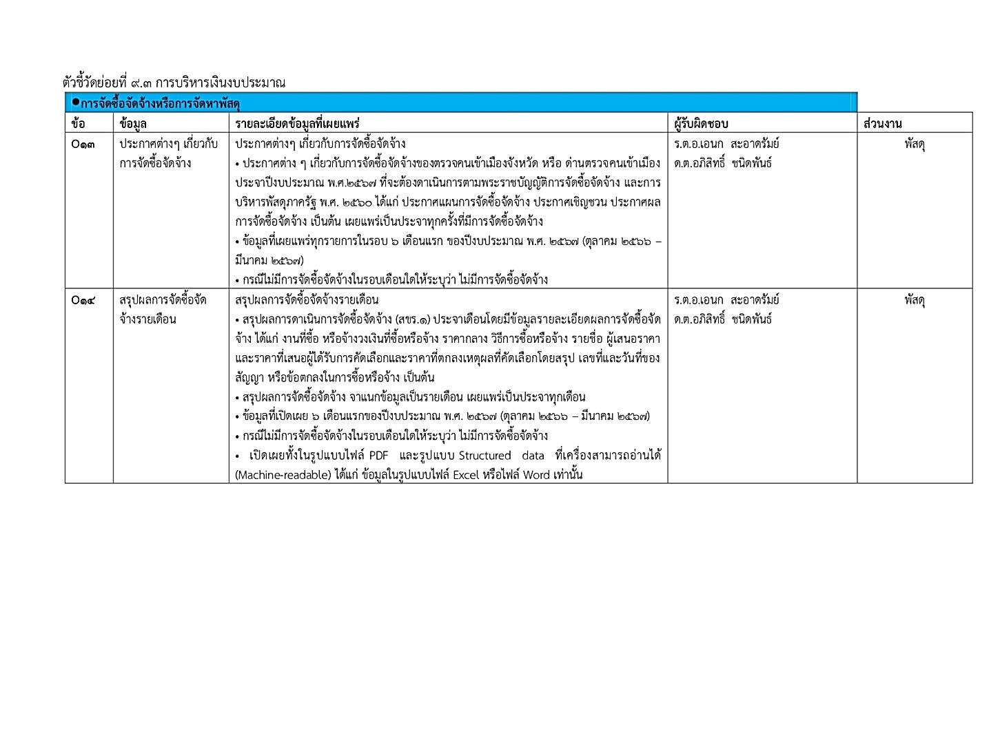 ตัวชี้วัดย่อยที่ ๙.๓ การบริหารเงินงบประมาณ
●การจัดซื้อจัดจ้างหรือการจัดหาพัสดุ
ข้อ ข้อมูล รายละเอียดข้อมูลที่เผยแพร่ ผู้รับผิดชอบ ส่วนงาน
O๑๓ ประกาศต่างๆ เกี่ยวกับ ประกาศต่างๆ เกี่ยวกับการจัดซื้อจัดจ้าง ร.ต.อ.เอนก สะอาดรัมย์ พัสดุ
การจัดซื้อจัดจ้าง • ประกาศต่าง ๆ เกี่ยวกับการจัดซื้อจัดจ้างของตรวจคนเข้าเมืองจังหวัด หรือ ด่านตรวจคนเข้าเมือง ด.ต.อภิสิทธิ์ ชนิดพันธ์
ประจาปีงบประมาณ พ.ศ.๒๕๖๗ ที่จะต้องดาเนินการตามพระราชบัญญัติการจัดซื้อจัดจ้าง และการ
บริหารพัสดุภาครัฐ พ.ศ. ๒๕๖๐ ได้แก่ ประกาศแผนการจัดซื้อจัดจ้าง ประกาศเชิญชวน ประกาศผล
การจัดซื้อจัดจ้าง เป็นต้น เผยแพร่เป็นประจาทุกครั้งที่มีการจัดซื้อจัดจ้าง
• ข้อมูลที่เผยแพร่ทุกรายการในรอบ ๖ เดือนแรก ของปีงบประมาณ พ.ศ. ๒๕๖๗ (ตุลาคม ๒๕๖๖ –
มีนาคม ๒๕๖๗)
• กรณีไม่มีการจัดซื้อจัดจ้างในรอบเดือนใดให้ระบุว่า ไม่มีการจัดซื้อจัดจ้าง
O๑๔ สรุปผลการจัดซื้อจัด สรุปผลการจัดซื้อจัดจ้างรายเดือน ร.ต.อ.เอนก สะอาดรัมย์ พัสดุ
จ้างรายเดือน • สรุปผลการดาเนินการจัดซื้อจัดจ้าง (สขร.๑) ประจาเดือนโดยมีข้อมูลรายละเอียดผลการจัดซื้อจัด ด.ต.อภิสิทธิ์ ชนิดพันธ์
จ้าง ได้แก่ งานที่ซื้อ หรือจ้างวงเงินที่ซื้อหรือจ้าง ราคากลาง วิธีการซื้อหรือจ้าง รายชื่อ ผู้เสนอราคา
และราคาที่เสนอผู้ได้รับการคัดเลือกและราคาที่ตกลงเหตุผลที่คัดเลือกโดยสรุป เลขที่และวันที่ของ
สัญญา หรือข้อตกลงในการซื้อหรือจ้าง เป็นต้น
• สรุปผลการจัดซื้อจัดจ้าง จาแนกข้อมูลเป็นรายเดือน เผยแพร่เป็นประจาทุกเดือน
• ข้อมูลที่เปิดเผย ๖ เดือนแรกของปีงบประมาณ พ.ศ. ๒๕๖๗ (ตุลาคม ๒๕๖๖ – มีนาคม ๒๕๖๗)
• กรณีไม่มีการจัดซื้อจัดจ้างในรอบเดือนใดให้ระบุว่า ไม่มีการจัดซื้อจัดจ้าง
• เปิดเผยทั้งในรูปแบบไฟล์ PDF และรูปแบบ Structured data ที่เครื่องสามารถอ่านได้
(Machine-readable) ได้แก่ ข้อมูลในรูปแบบไฟล์ Excel หรือไฟล์ Word เท่านั้น